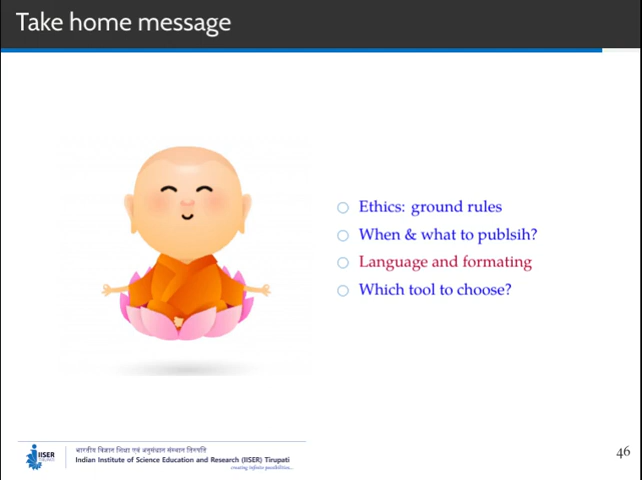 Take home message
Ethics: ground rules
When & what to publsih?
Language and formating
Which tool to choose?
IISER
भारतीय विज्ञान शिक्षा एवं अनुसंधान संस्थान तिरुपति
Indian Institute of Science Education and Research (IISER) Tirupati
creating infinite possibilities...
46